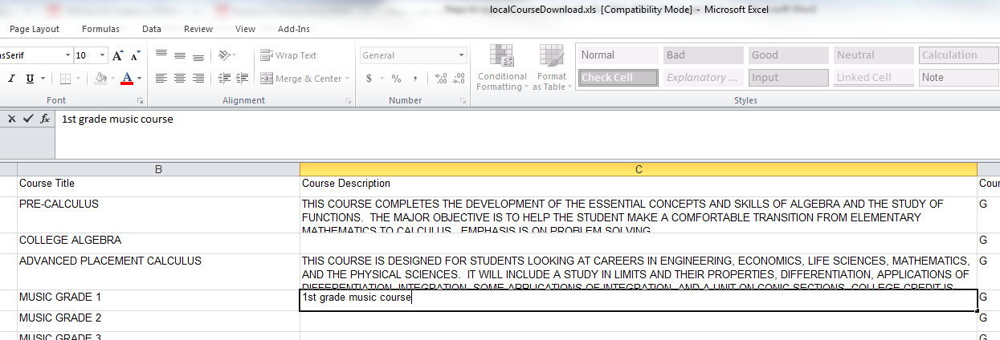 localCourseDownload.xls [Compatibility Mode] - Microsoft Excel
Page Layout Formulas Data Review View Add-Ins
nsSerif 10 A A Wrap Text General Conditional Formatting Format as Table Normal Bad Good Neutral Calculation
I U A Merge & Center $ % , .00 .00 Check Cell Explanatory ... Input Linked Cell Note
Font Alignment Number Styles
fx 1st grade music course
B C
Course Title Course Description Cour
PRE-CALCULUS THIS COURSE COMPLETES THE DEVELOPMENT OF THE ESSENTIAL CONCEPTS AND SKILLS OF ALGEBRA AND THE STUDY OF G
FUNCTIONS. THE MAJOR OBJECTIVE IS TO HELP THE STUDENT MAKE A COMFORTABLE TRANSITION FROM ELEMENTARY
MATHEMATICS TO CALCULUS. EMPHASIS IS ON PROBLEM SOLVING.
COLLEGE ALGEBRA G
ADVANCED PLACEMENT CALCULUS THIS COURSE IS DESIGNED FOR STUDENTS LOOKING AT CAREERS IN ENGINEERING, ECONOMICS, LIFE SCIENCES, MATHEMATICS, G
AND THE PHYSICAL SCIENCES. IT WILL INCLUDE A STUDY IN LIMITS AND THEIR PROPERTIES, DIFFERENTIATION, APPLICATIONS OF
DIFFERENTIATION, INTEGRATION, SOME APPLICATIONS OF INTEGRATION, AND A UNIT ON CONIC SECTIONS. COLLEGE CREDIT IS
MUSIC GRADE 1 1st grade music course G
MUSIC GRADE 2 G
MUSIC GRADE 3